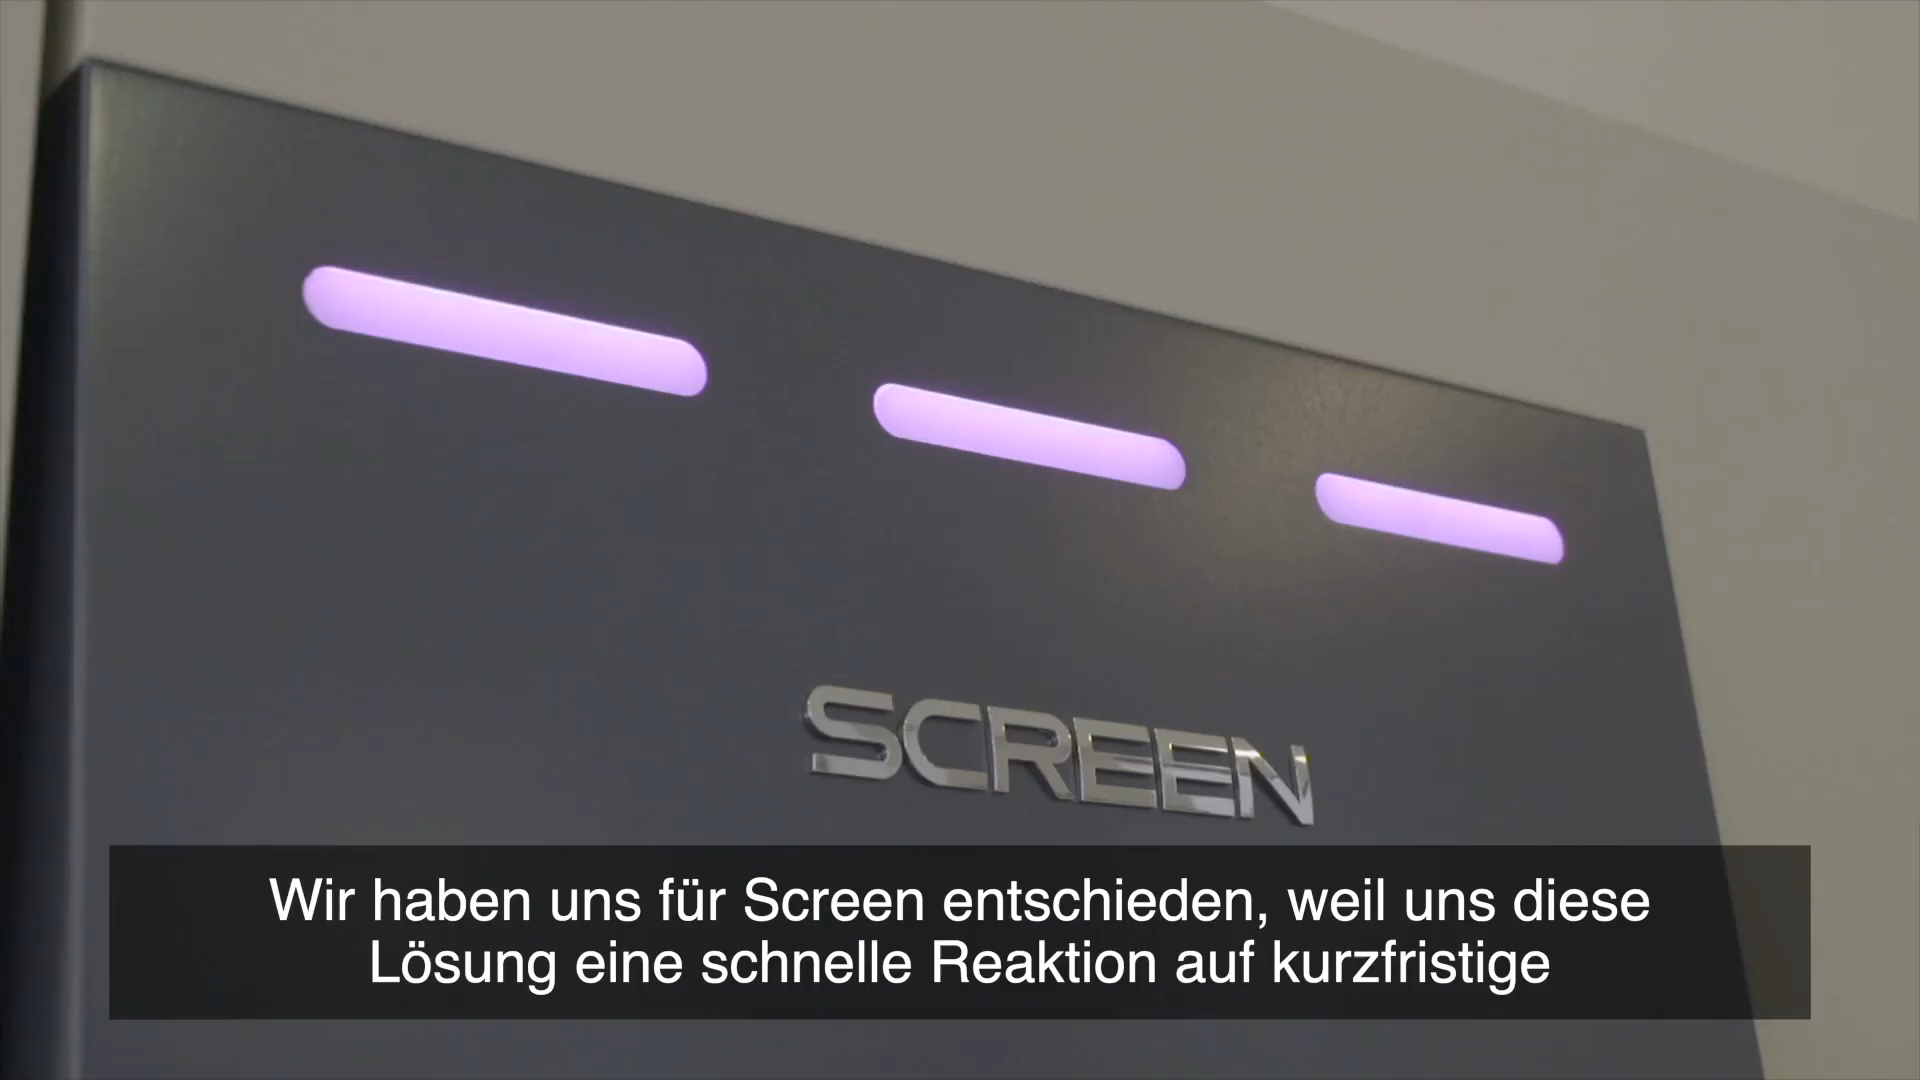 SCREEN
Wir haben uns für Screen entschieden, weil uns diese
Lösung eine schnelle Reaktion auf kurzfristige